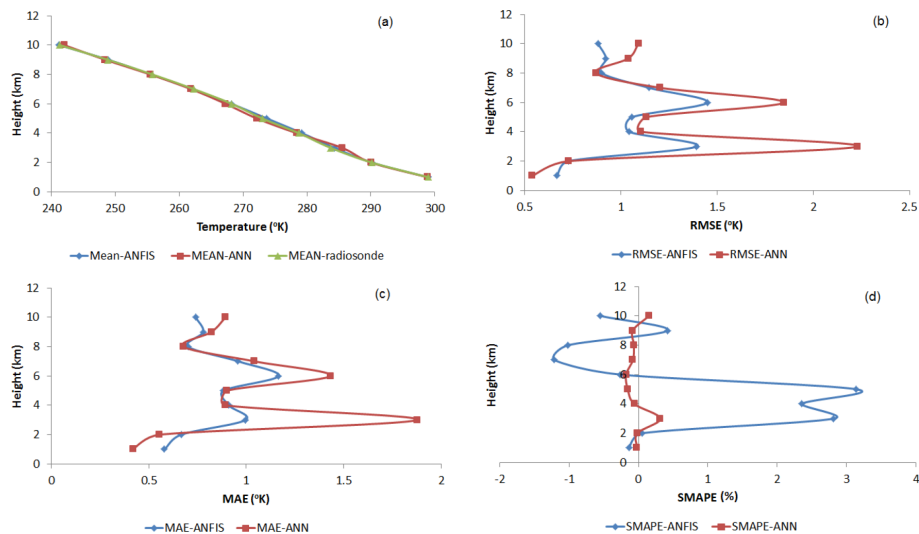 (a)
Height (km)
12
10
8
6
4
2
0
240 250 260 270 280 290 300
Temperature (°K)
Mean-ANFIS MEAN-ANN MEAN-radiosonde
(b)
Height (km)
12
10
8
6
4
2
0
0.5 1 1.5 2 2.5
RMSE (°K)
RMSE-ANFIS RMSE-ANN
(c)
Height (km)
12
10
8
6
4
2
0
0 0.5 1 1.5 2
MAE (°K)
MAE-ANFIS MAE-ANN
(d)
Height (km)
12
10
8
6
4
2
0
-2 -1 0 1 2 3 4
SMAPE (%)
SMAPE-ANFIS SMAPE-ANN